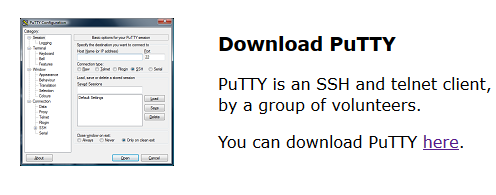 PuTTY Configuration
Category:
Session
Logging
Terminal
Keyboard
Bell
Features
Window
Appearance
Behaviour
Translation
Selection
Colours
Connection
Data
Proxy
Telnet
Rlogin
SSH
Serial
Basic options for your PuTTY session
Specify the destination you want to connect to
Host Name (or IP address) Port
22
Connection type:
Raw Telnet Rlogin SSH Serial
Load, save or delete a stored session
Saved Sessions
Default Settings
Load
Save
Delete
Close window on exit:
Always Never Only on clean exit
About Open Cancel
Download PuTTY
PuTTY is an SSH and telnet client,
by a group of volunteers.
You can download PuTTY here.